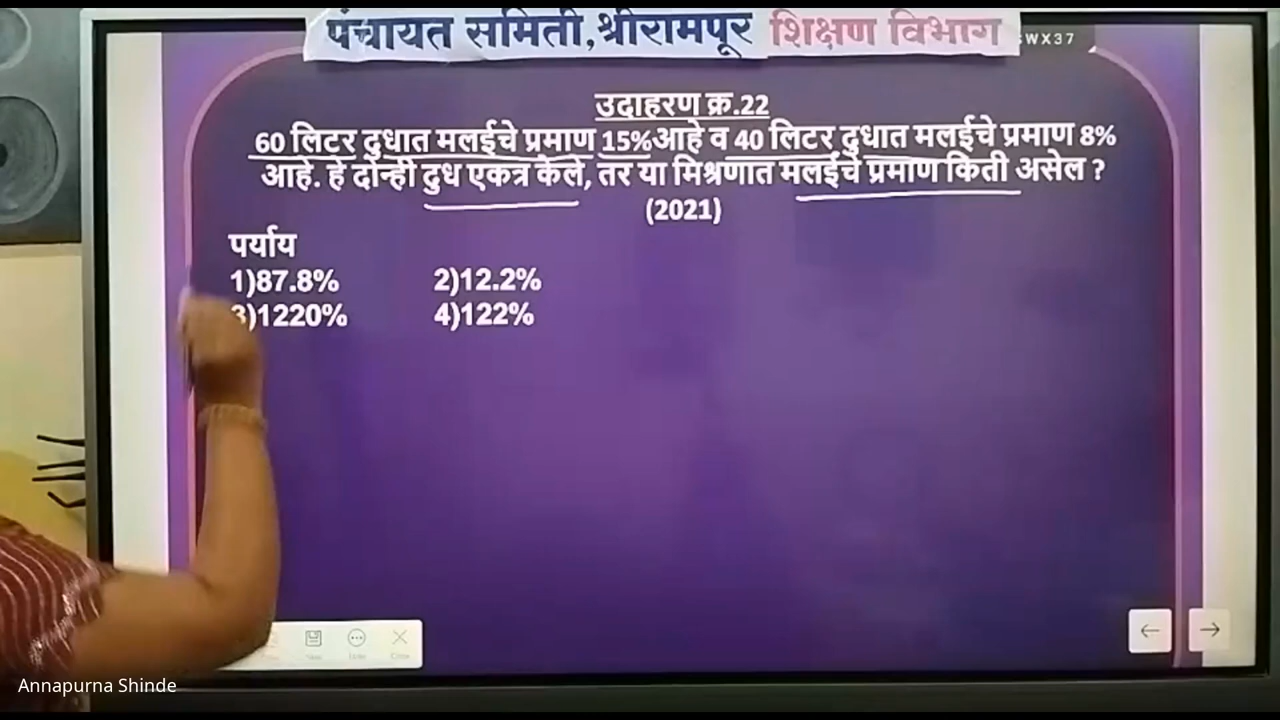 पंचायत समिती,श्रीरामपूर शिक्षण विभाग
WX37
उदाहरण क्र.22
60 लिटर दुधात मलईचे प्रमाण 15%आहे व 40 लिटर दुधात मलईचे प्रमाण 8%
आहे. हे दोन्ही दुध एकत्र केले, तर या मिश्रणात मलईचे प्रमाण किती असेल ?
(2021)
पर्याय
1)87.8% 2)12.2%
3)1220% 4)122%
Annapurna Shinde